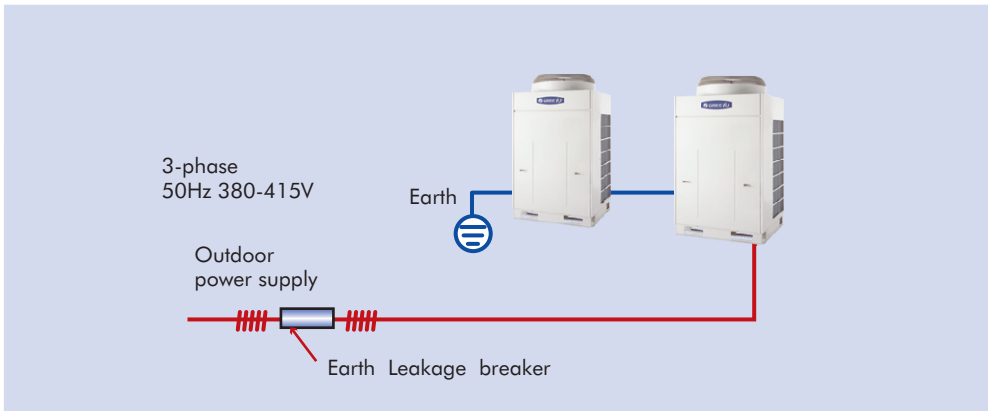 3-phase
50Hz 380-415V
Earth
Outdoor
power supply
Earth Leakage breaker